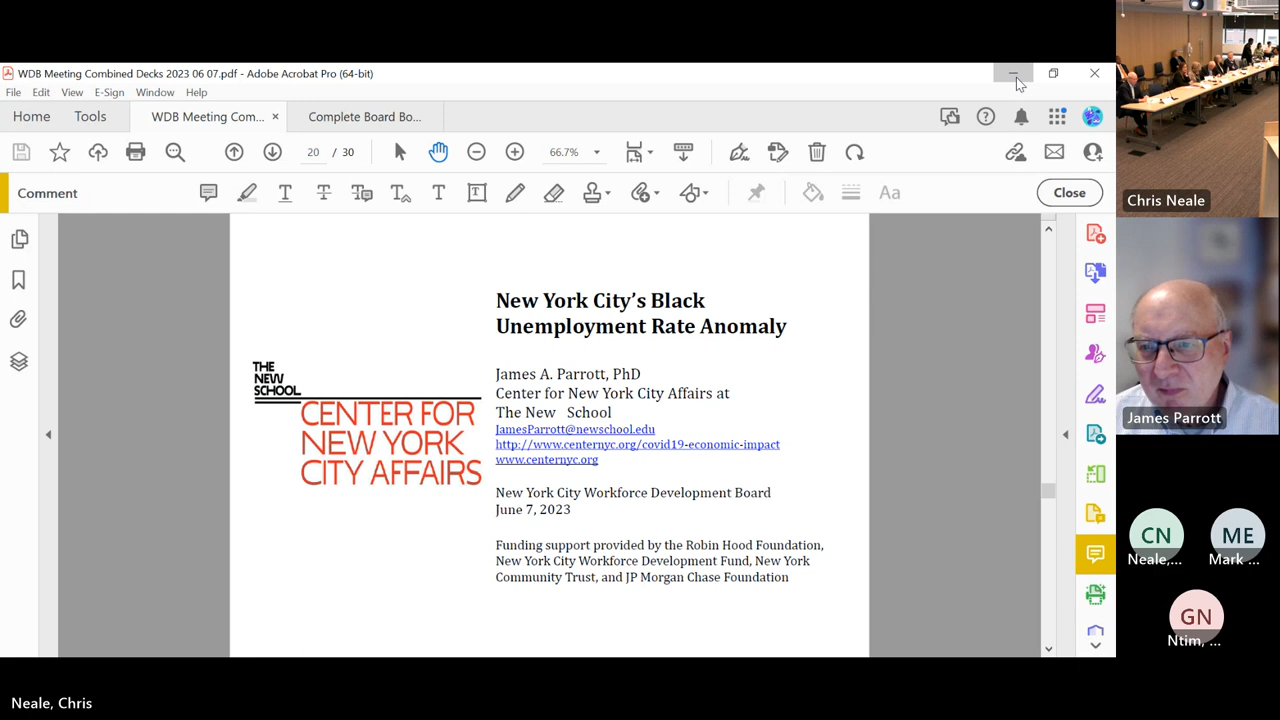 WDB Meeting Combined Decks 2023 06 07.pdf - Adobe Acrobat Pro (64-bit)
File Edit View E-Sign Window Help
Home Tools WDB Meeting Com... × Complete Board Bo...
20 / 30 66.7%
Comment Aa Close
New York City's Black
Unemployment Rate Anomaly
THE
NEW
SCHOOL
CENTER FOR
NEW YORK
CITY AFFAIRS
James A. Parrott, PhD
Center for New York City Affairs at
The New School
JamesParrott@newschool.edu
http://www.centernyc.org/covid19-economic-impact
www.centernyc.org
New York City Workforce Development Board
June 7, 2023
Funding support provided by the Robin Hood Foundation,
New York City Workforce Development Fund, New York
Community Trust, and JP Morgan Chase Foundation
Chris Neale
James Parrott
CN ME
Neale,... Mark ...
GN
Ntim, ...
Neale, Chris